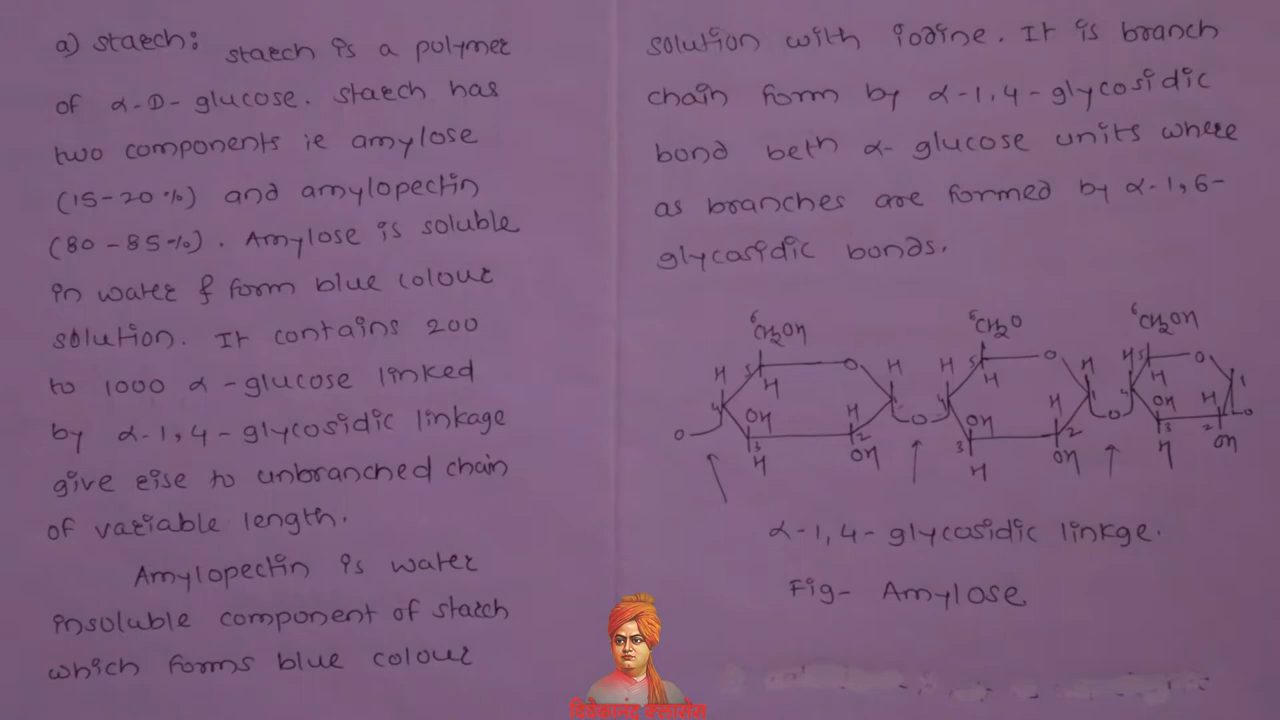 a) starch: starch is a polymer
of α-D-glucose. starch has
two components ie amylose
(15-20%) and amylopectin
(80-85%). Amylose is soluble
in water & form blue colour
solution. It contains 200
to 1000 α-glucose linked
by α-1,4-glycosidic linkage
give rise to unbranched chain
of variable length.
Amylopectin is water
insoluble component of starch
which forms blue colour
solution with iodine. It is branch
chain form by α-1,4-glycosidic
bond beth α-glucose units where
as branches are formed by α-1,6-
glycasidic bonds.
6CH2OH 6CH2O 6CH2OH
H 5 O H H 5 O H H 5 O
4 H 1 4 H 1 4 H 1
O OH H O OH H O OH H O
3 2 3 2 3 2
H OH H OH H OH
α-1,4-glycasidic linkge.
Fig- Amylose
विवेकानंद क्लासेस